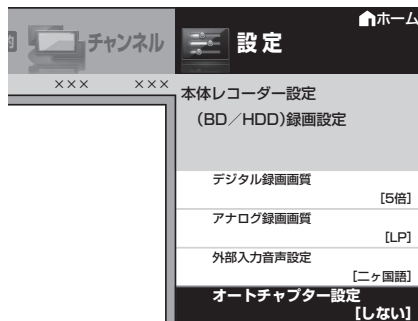 ホーム
チャンネル
設定
××× ×××
本体レコーダー設定
(BD／HDD)録画設定
デジタル録画画質
[5倍]
アナログ録画画質
[LP]
外部入力音声設定
[二ヶ国語]
オートチャプター設定
[しない]